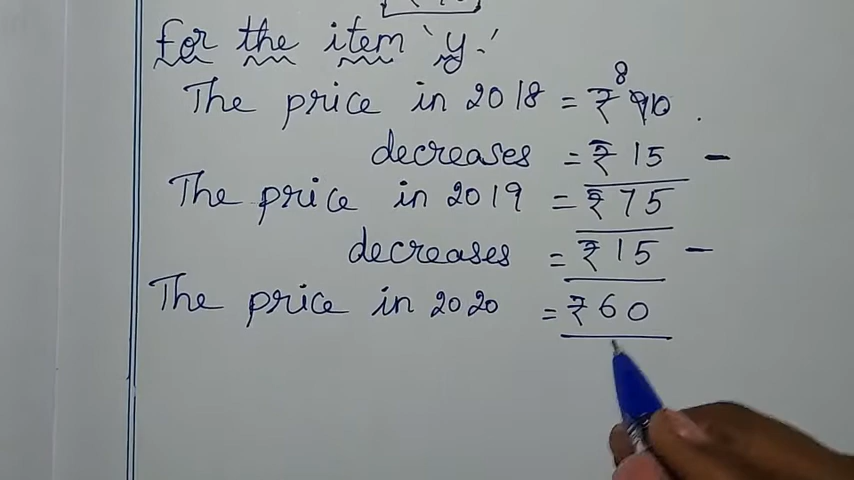 for the item 'y.'
8
The price in 2018 = ₹ 90 .
decreases = ₹ 15 -
The price in 2019 = ₹ 75
decreases = ₹ 15 -
The price in 2020 = ₹ 60